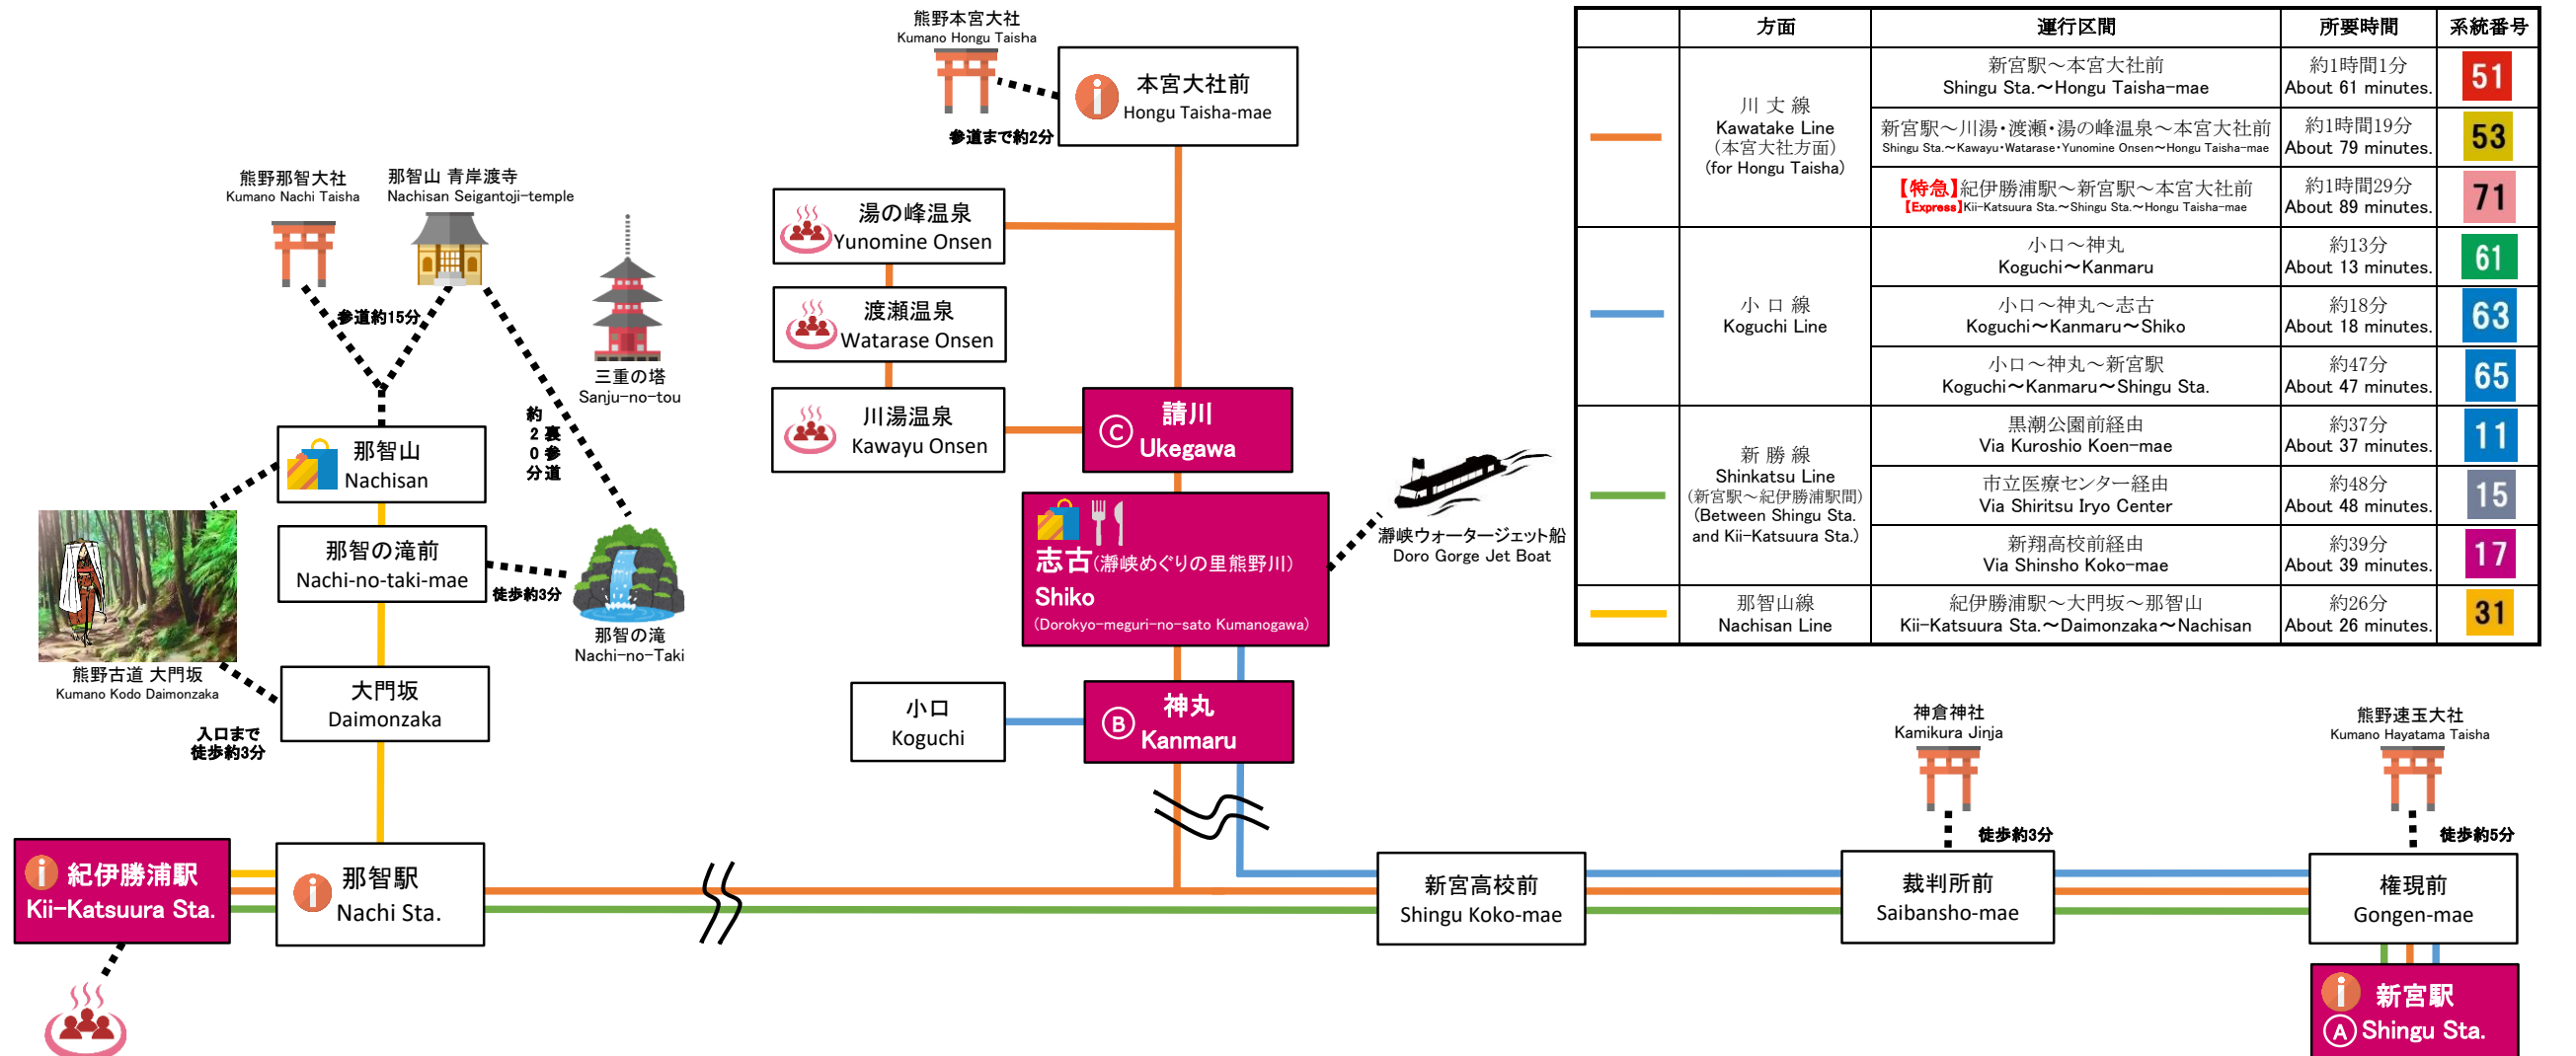 熊野本宮大社
Kumano Hongu Taisha
本宮大社前
Hongu Taisha-mae
参道まで約2分
熊野那智大社
Kumano Nachi Taisha
那智山 青岸渡寺
Nachisan Seigantoji-temple
参道約15分
三重の塔
Sanju-no-tou
裏参道
約20分
湯の峰温泉
Yunomine Onsen
渡瀬温泉
Watarase Onsen
川湯温泉
Kawayu Onsen
請川
Ⓒ Ukegawa
那智山
Nachisan
那智の滝前
Nachi-no-taki-mae
徒歩約3分
那智の滝
Nachi-no-Taki
熊野古道 大門坂
Kumano Kodo Daimonzaka
大門坂
Daimonzaka
入口まで
徒歩約3分
志古(瀞峡めぐりの里熊野川)
Shiko
(Dorokyo-meguri-no-sato Kumanogawa)
瀞峡ウォータージェット船
Doro Gorge Jet Boat
小口
Koguchi
神丸
Ⓑ Kanmaru
i 紀伊勝浦駅
Kii-Katsuura Sta.
i 那智駅
Nachi Sta.
新宮高校前
Shingu Koko-mae
神倉神社
Kamikura Jinja
徒歩約3分
裁判所前
Saibansho-mae
熊野速玉大社
Kumano Hayatama Taisha
徒歩約5分
権現前
Gongen-mae
i 新宮駅
Ⓐ Shingu Sta.
方面 運行区間 所要時間 系統番号
川丈線
Kawatake Line
(本宮大社方面)
(for Hongu Taisha)
新宮駅～本宮大社前 約1時間1分
Shingu Sta.～Hongu Taisha-mae About 61 minutes. 51
新宮駅～川湯・渡瀬・湯の峰温泉～本宮大社前 約1時間19分
Shingu Sta.～Kawayu・Watarase・Yunomine Onsen～Hongu Taisha-mae About 79 minutes. 53
【特急】紀伊勝浦駅～新宮駅～本宮大社前 約1時間29分
【Express】Kii-Katsuura Sta.～Shingu Sta.～Hongu Taisha-mae About 89 minutes. 71
小口線
Koguchi Line
小口～神丸 約13分
Koguchi～Kanmaru About 13 minutes. 61
小口～神丸～志古 約18分
Koguchi～Kanmaru～Shiko About 18 minutes. 63
小口～神丸～新宮駅 約47分
Koguchi～Kanmaru～Shingu Sta. About 47 minutes. 65
新勝線
Shinkatsu Line
(新宮駅～紀伊勝浦駅間)
(Between Shingu Sta.
and Kii-Katsuura Sta.)
黒潮公園前経由 約37分
Via Kuroshio Koen-mae About 37 minutes. 11
市立医療センター経由 約48分
Via Shiritsu Iryo Center About 48 minutes. 15
新翔高校前経由 約39分
Via Shinsho Koko-mae About 39 minutes. 17
那智山線
Nachisan Line
紀伊勝浦駅～大門坂～那智山 約26分
Kii-Katsuura Sta.～Daimonzaka～Nachisan About 26 minutes. 31